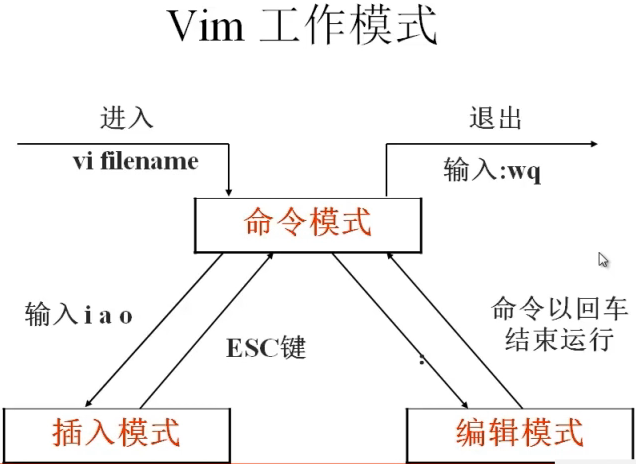 Vim 工作模式
进入
退出
vi filename
输入:wq
命令模式
输入 i a o
ESC键
:
命令以回车
结束运行
插入模式
编辑模式